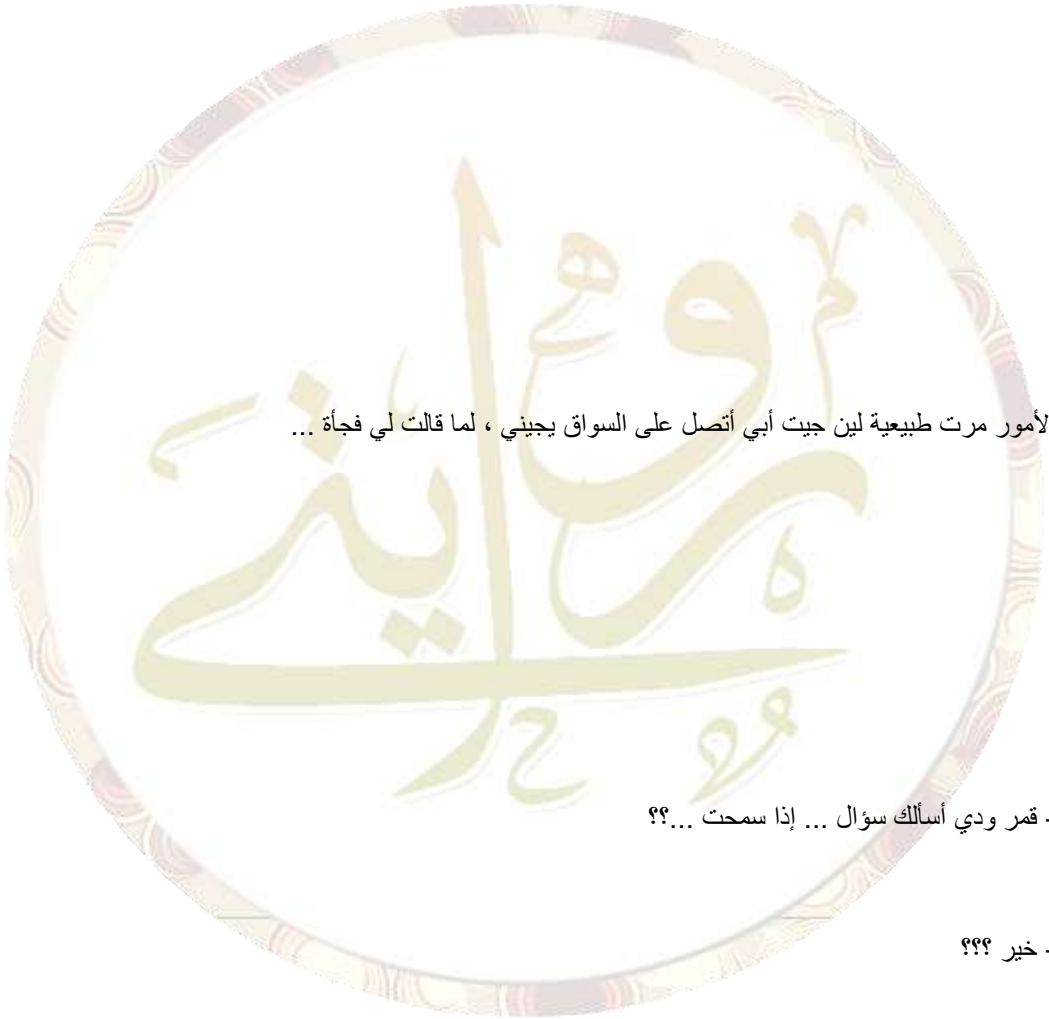 لأمور مرت طبيعية لين جيت أبي أتصل على السواق يجيني ، لما قالت لي فجأة ...
- قمر ودي أسألك سؤال ... إذا سمحت ...؟؟
- خير ؟؟؟